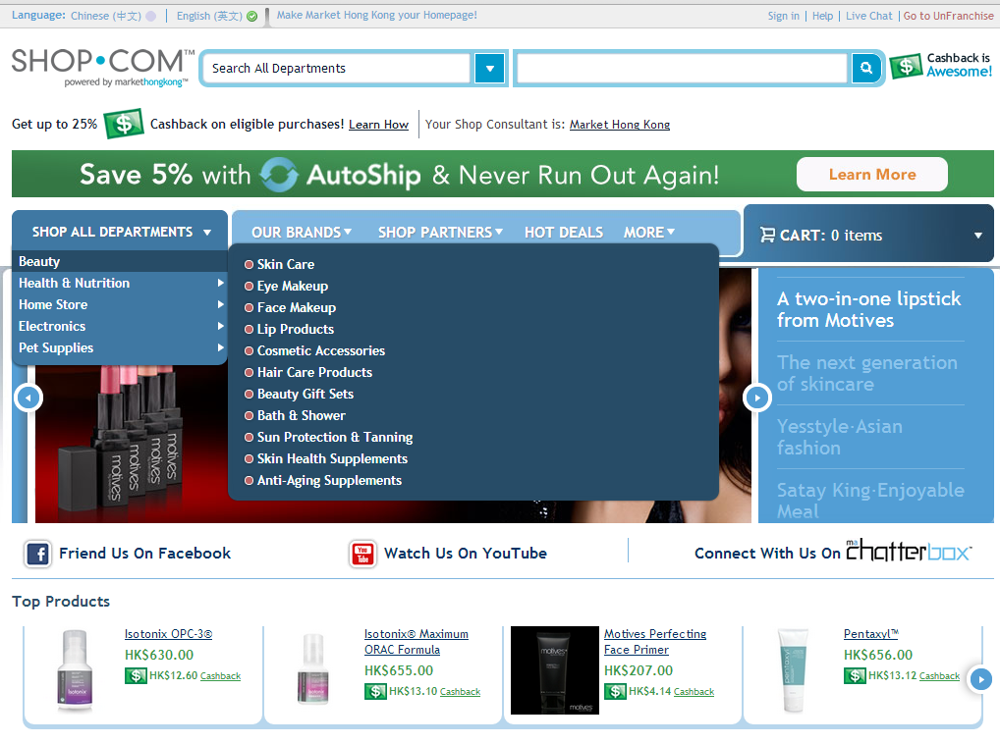 Language: Chinese (中文) | English (英文) Make Market Hong Kong your Homepage! Sign in | Help | Live Chat | Go to UnFranchise
SHOP•COM™
powered by markethongkong™
Search All Departments
Cashback is
Awesome!
Get up to 25% $ Cashback on eligible purchases! Learn How Your Shop Consultant is: Market Hong Kong
Save 5% with AutoShip & Never Run Out Again! Learn More
SHOP ALL DEPARTMENTS OUR BRANDS SHOP PARTNERS HOT DEALS MORE CART: 0 items
Beauty
Health & Nutrition
Home Store
Electronics
Pet Supplies
Skin Care
Eye Makeup
Face Makeup
Lip Products
Cosmetic Accessories
Hair Care Products
Beauty Gift Sets
Bath & Shower
Sun Protection & Tanning
Skin Health Supplements
Anti-Aging Supplements
motives
motives
motives
A two-in-one lipstick
from Motives
The next generation
of skincare
Yesstyle·Asian
fashion
Satay King·Enjoyable
Meal
Friend Us On Facebook
You
Tube
Watch Us On YouTube
Connect With Us On ma chatterbox
Top Products
Isotonix
Isotonix OPC-3®
HK$630.00
$ HK$12.60 Cashback
Isotonix® Maximum
ORAC Formula
HK$655.00
$ HK$13.10 Cashback
motives
motives
Motives Perfecting
Face Primer
HK$207.00
$ HK$4.14 Cashback
pentaxyl
Pentaxyl™
HK$656.00
$ HK$13.12 Cashback